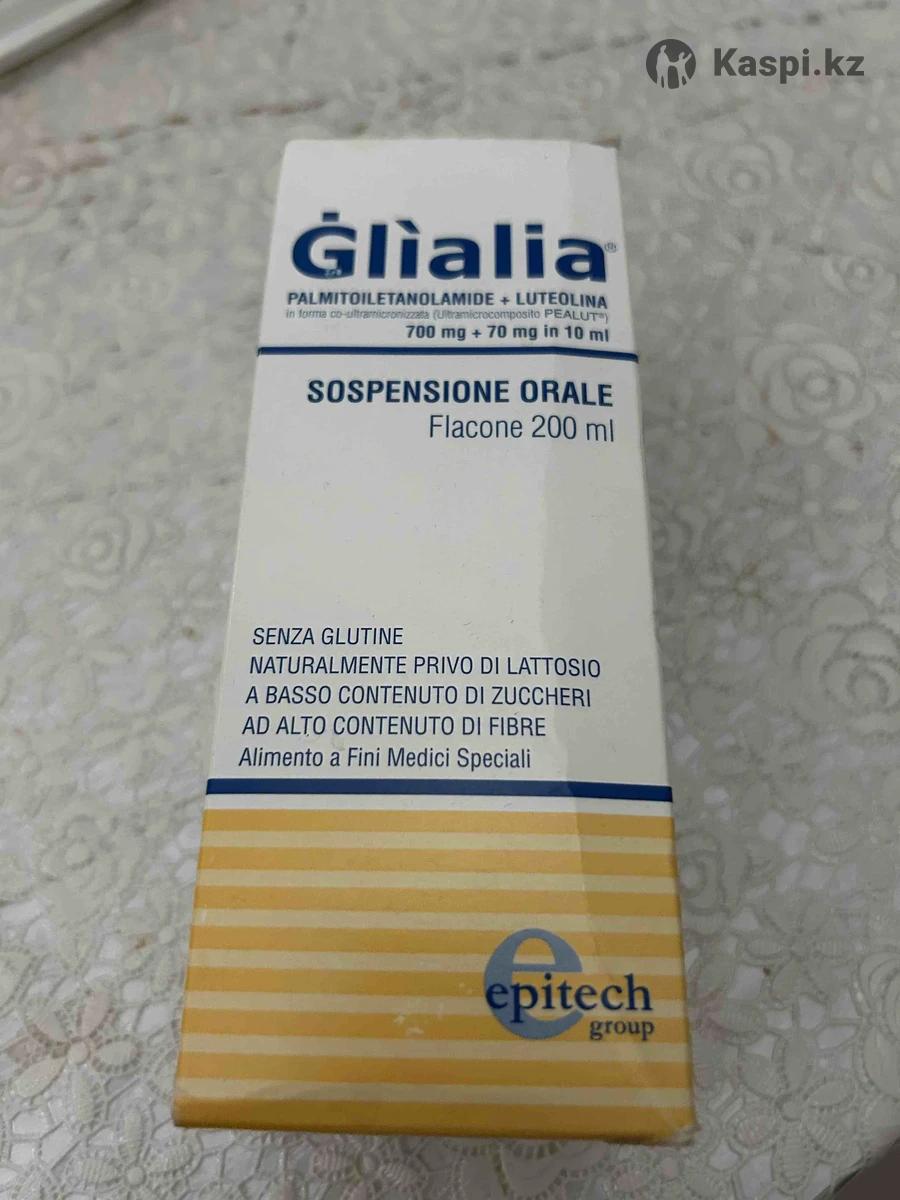 Kaspi.kz
Glìalia®
PALMITOILETANOLAMIDE + LUTEOLINA
in forma co-ultramicronizzata (Ultramicrocomposito PEALUT®)
700 mg + 70 mg in 10 ml
SOSPENSIONE ORALE
Flacone 200 ml
SENZA GLUTINE
NATURALMENTE PRIVO DI LATTOSIO
A BASSO CONTENUTO DI ZUCCHERI
AD ALTO CONTENUTO DI FIBRE
Alimento a Fini Medici Speciali
e
epitech
group